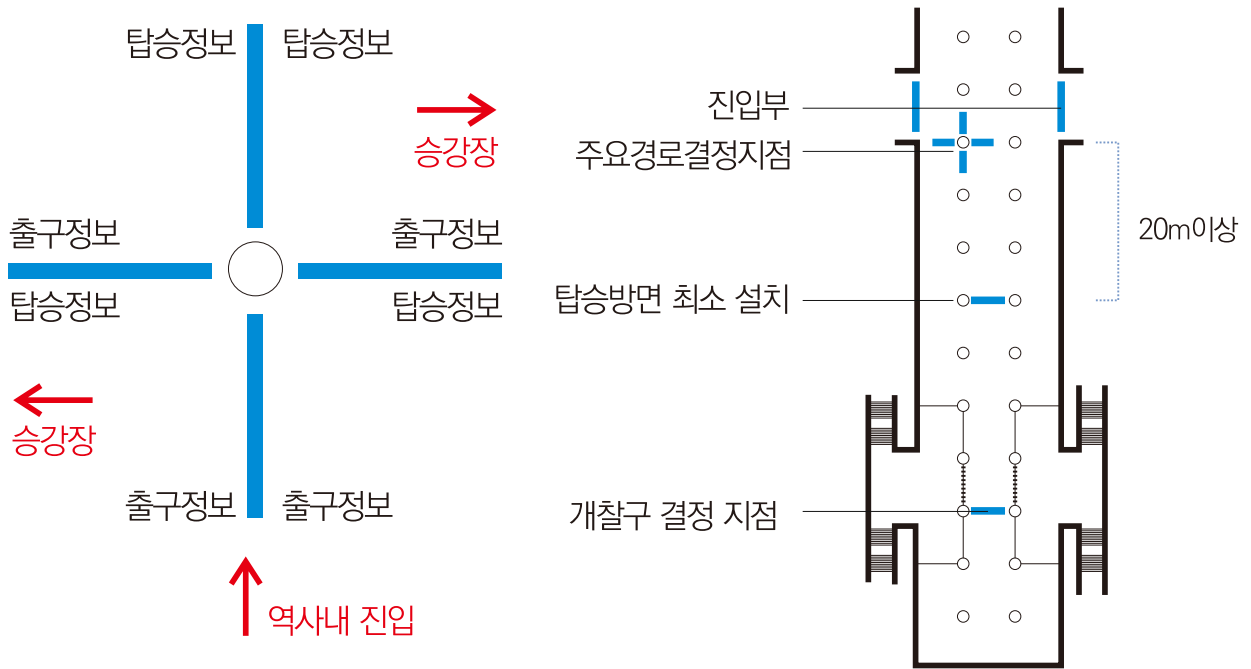 탑승정보 탑승정보
승강장
출구정보 출구정보
탑승정보 탑승정보
승강장
출구정보 출구정보
역사내 진입
진입부
주요경로결정지점
20m이상
탑승방면 최소 설치
개찰구 결정 지점